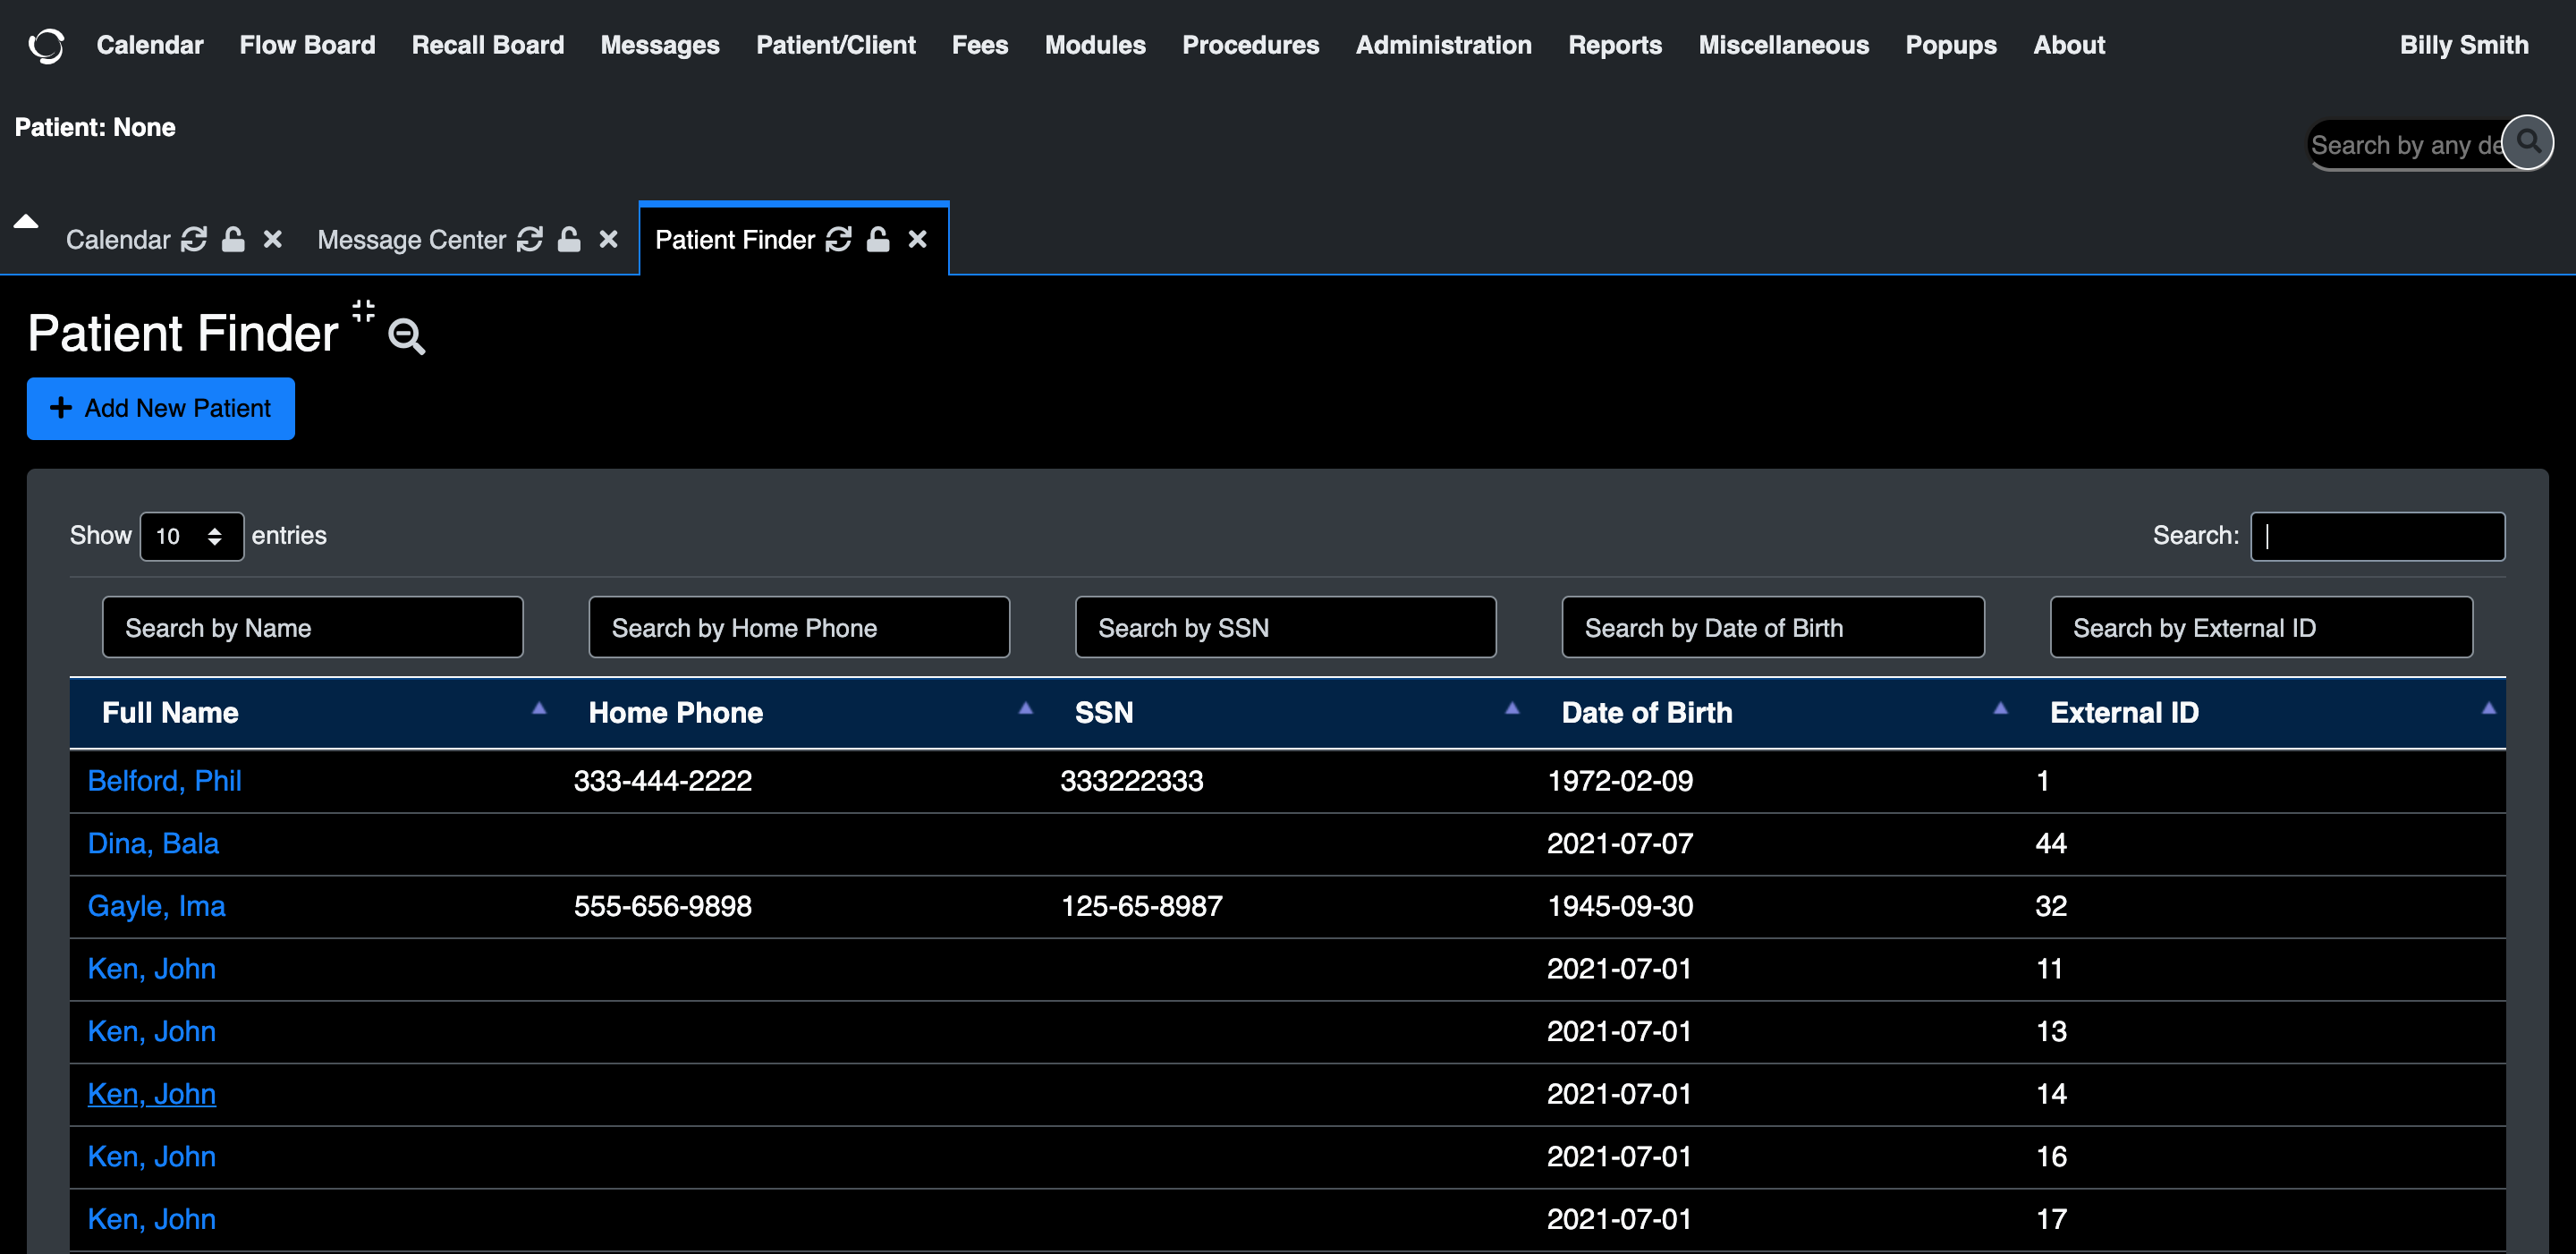 Calendar Flow Board Recall Board Messages Patient/Client Fees Modules Procedures Administration Reports Miscellaneous Popups About Billy Smith
Patient: None
Search by any de
Calendar Message Center Patient Finder
Patient Finder
Add New Patient
Show 10 entries Search:
Search by Name Search by Home Phone Search by SSN Search by Date of Birth Search by External ID
Full Name Home Phone SSN Date of Birth External ID
Belford, Phil 333-444-2222 333222333 1972-02-09 1
Dina, Bala 2021-07-07 44
Gayle, Ima 555-656-9898 125-65-8987 1945-09-30 32
Ken, John 2021-07-01 11
Ken, John 2021-07-01 13
Ken, John 2021-07-01 14
Ken, John 2021-07-01 16
Ken, John 2021-07-01 17